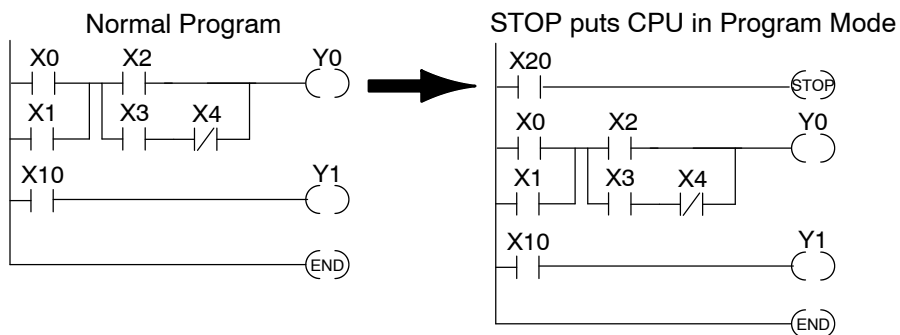 Normal Program
X0 X2 Y0
X1 X3 X4
X10 Y1
END
STOP puts CPU in Program Mode
X20
STOP
X0 X2 Y0
X1 X3 X4
X10 Y1
END